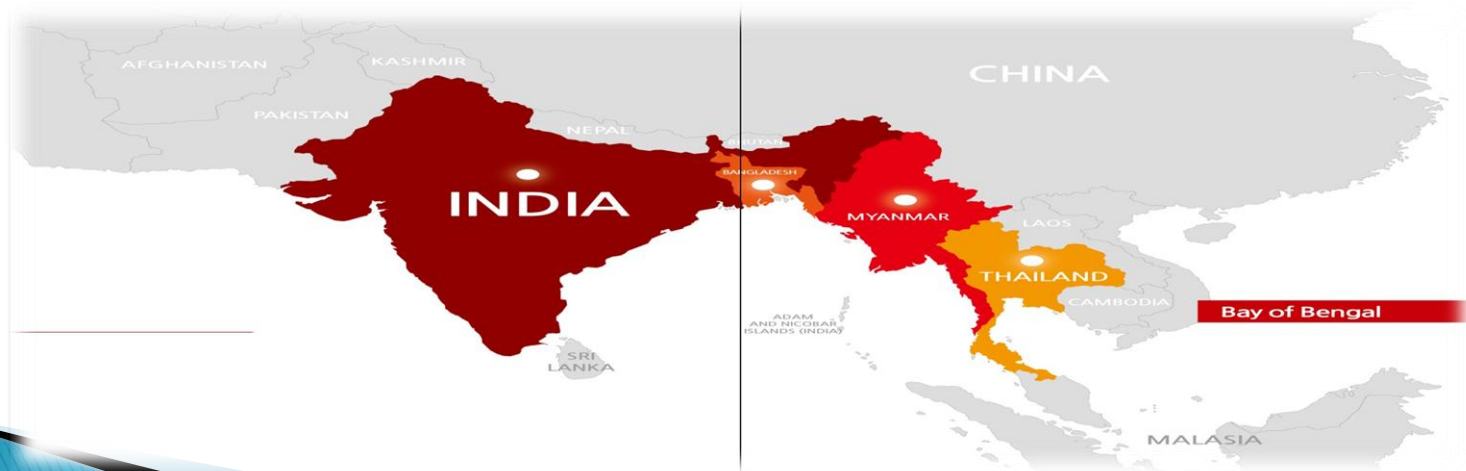 AFGHANISTAN
KASHMIR
CHINA
PAKISTAN
NEPAL
BHUTAN
BANGLADESH
INDIA
MYANMAR
LAOS
THAILAND
CAMBODIA
Bay of Bengal
ADAM
AND NICOBAR
ISLANDS (INDIA)
SRI
LANKA
MALASIA